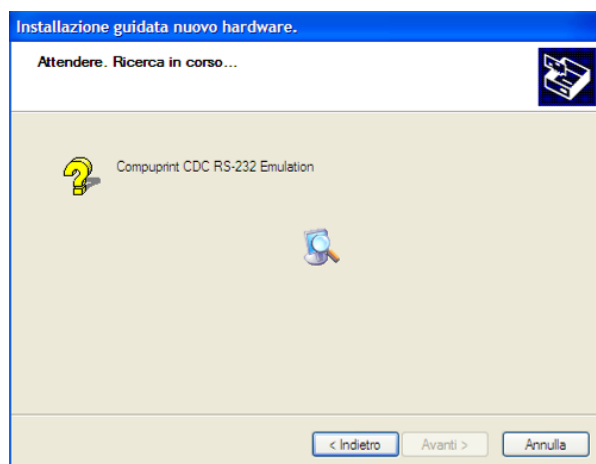 Installazione guidata nuovo hardware.
Attendere. Ricerca in corso...
Compuprint CDC RS-232 Emulation
< Indietro
Avanti >
Annulla